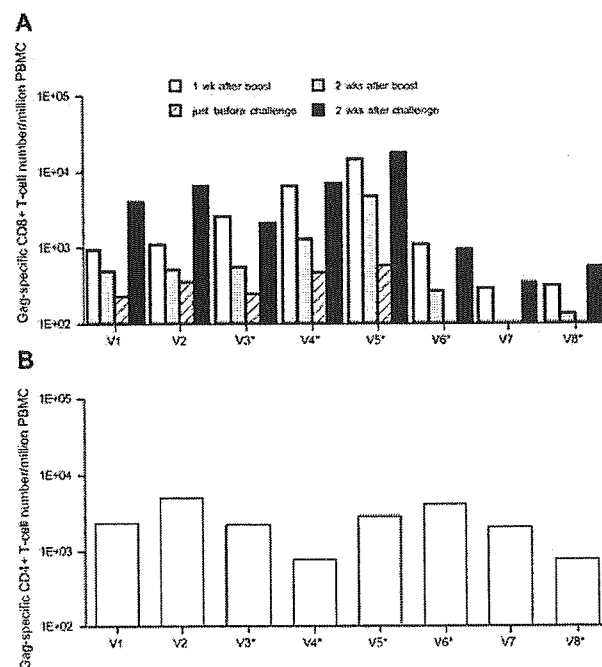 A
1 wk after boost
2 wks after boost
just before challenge
2 wks after challenge
Gag-specific CD8+ T-cell number/million PBMC
1E+05
1E+04
1E+03
1E+02
V1 V2 V3* V4* V5* V6* V7 V8*
B
Gag-specific CD4+ T-cell number/million PBMC
1E+05
1E+04
1E+03
1E+02
V1 V2 V3* V4* V5* V6* V7 V8*